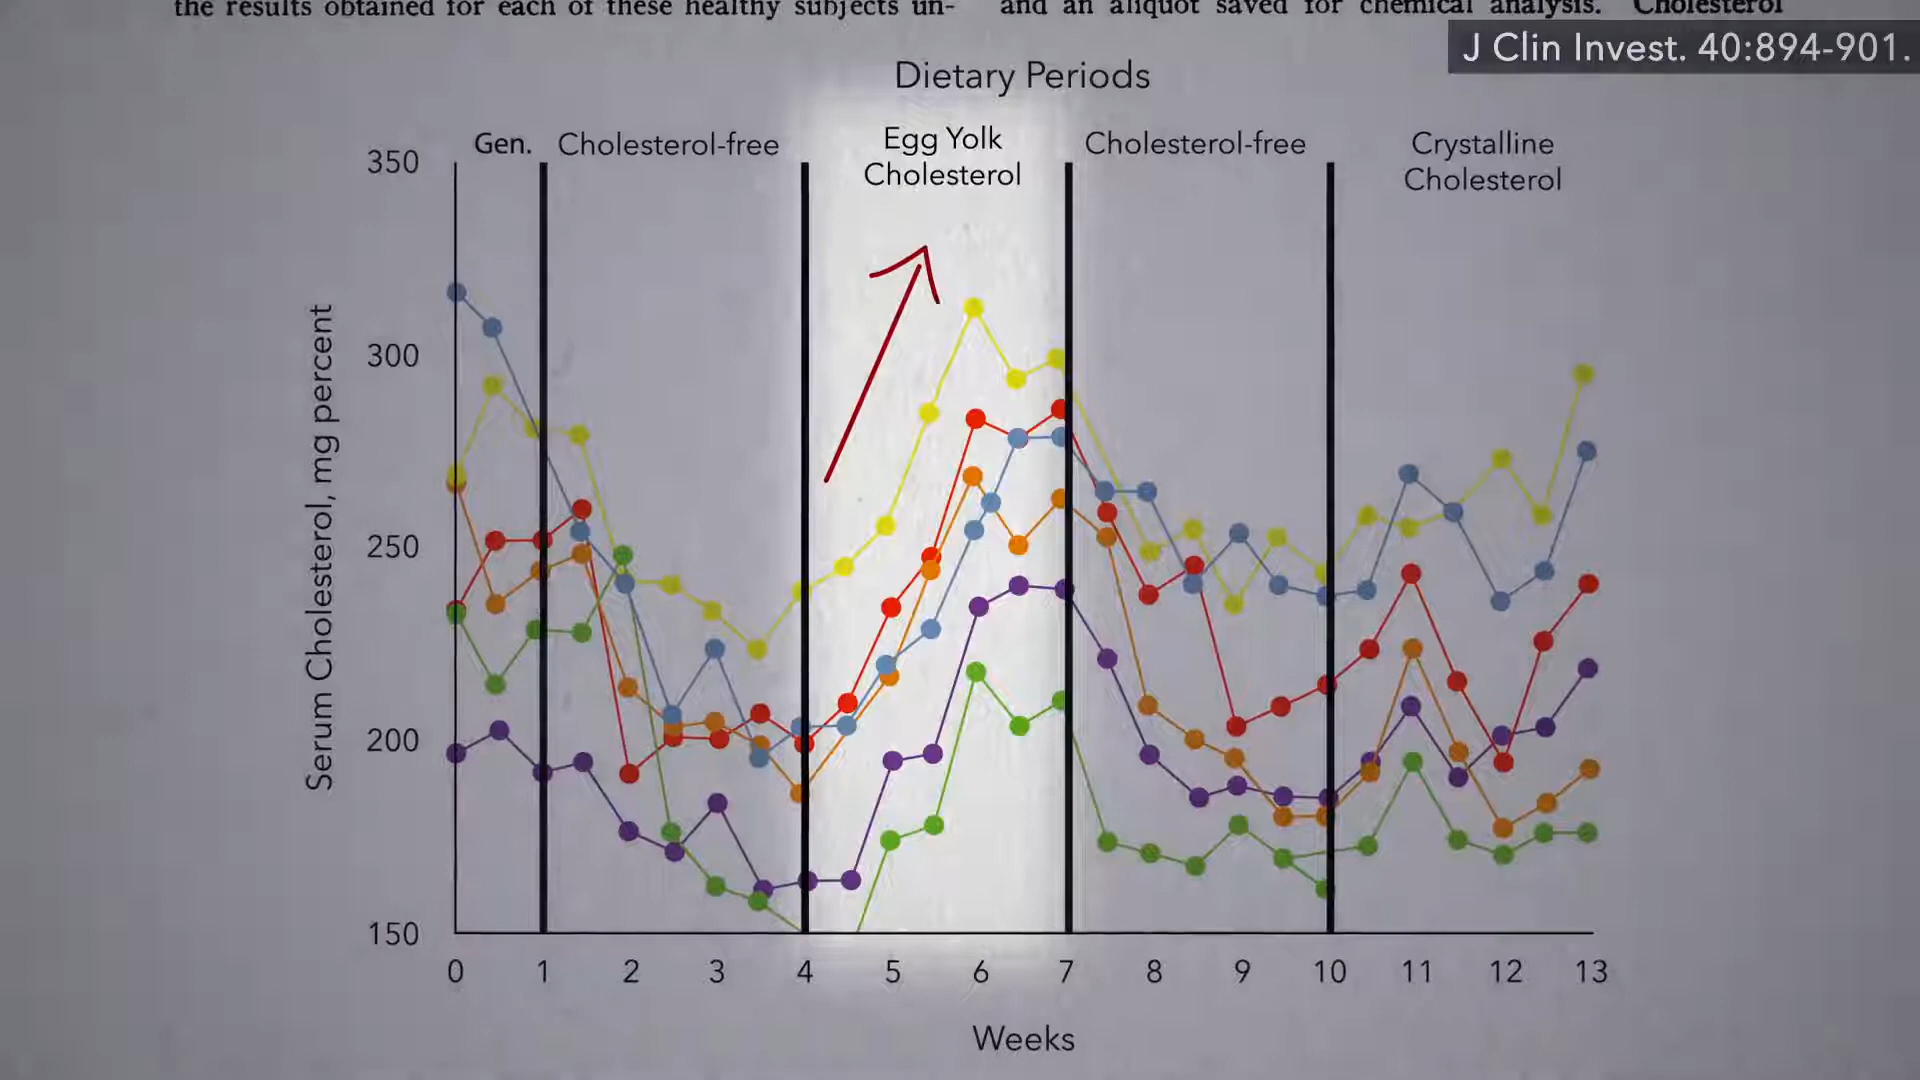 the results obtained for each of these healthy subjects un-
and an aliquot saved for chemical analysis. Cholesterol
J Clin Invest. 40:894-901.
Dietary Periods
Gen.
Cholesterol-free
Egg Yolk
Cholesterol
Cholesterol-free
Crystalline
Cholesterol
Serum Cholesterol, mg percent
350
300
250
200
150
0 1 2 3 4 5 6 7 8 9 10 11 12 13
Weeks